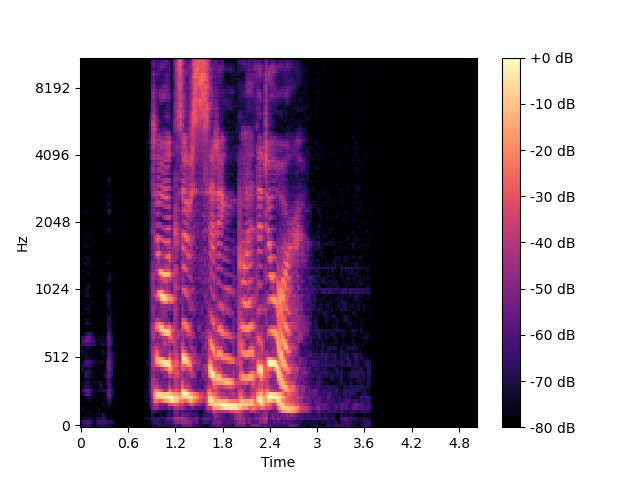 +0 dB
8192
-10 dB
4096
-20 dB
-30 dB
2048
Hz
-40 dB
1024
-50 dB
-60 dB
512
-70 dB
0
-80 dB
0 0.6 1.2 1.8 2.4 3 3.6 4.2 4.8
Time